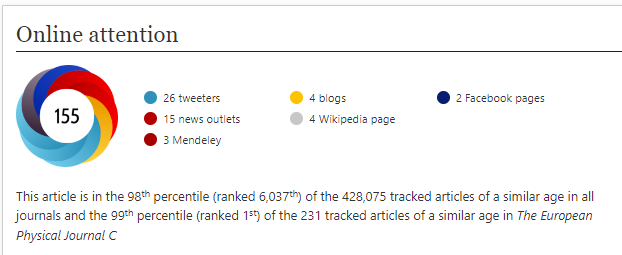 Online attention
155
26 tweeters
4 blogs
2 Facebook pages
15 news outlets
4 Wikipedia page
3 Mendeley
This article is in the 98th percentile (ranked 6,037th) of the 428,075 tracked articles of a similar age in all
journals and the 99th percentile (ranked 1st) of the 231 tracked articles of a similar age in The European
Physical Journal C